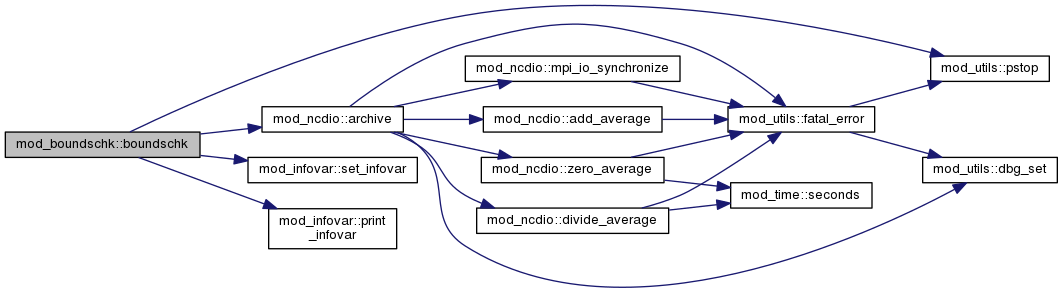 mod_boundschk::boundschk
mod_ncdio::archive
mod_infovar::set_infovar
mod_infovar::print
_infovar
mod_ncdio::mpi_io_synchronize
mod_ncdio::add_average
mod_ncdio::zero_average
mod_ncdio::divide_average
mod_utils::fatal_error
mod_time::seconds
mod_utils::pstop
mod_utils::dbg_set